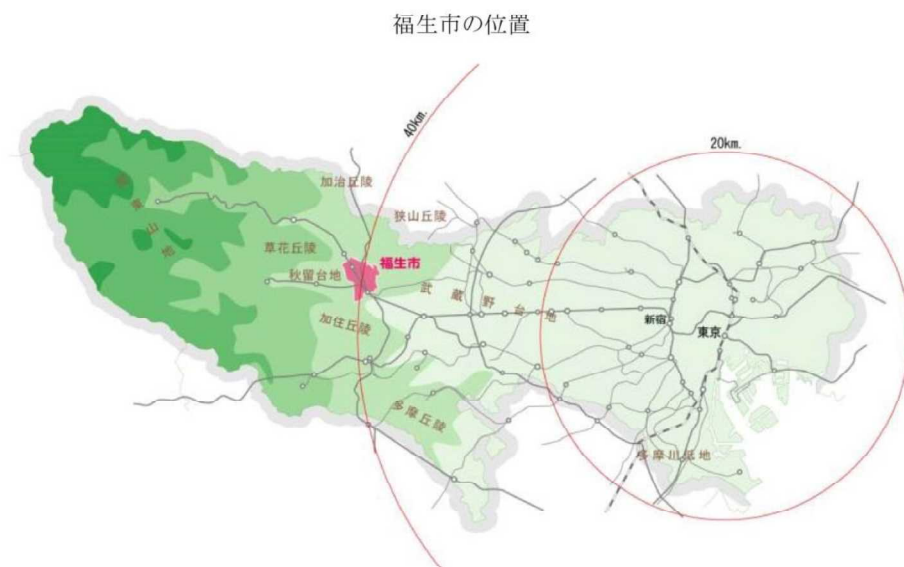 福生市の位置
40km.
20km.
加治丘陵
狭山丘陵
山地
草花丘陵
福生市
秋留台地
武蔵野台地
加住丘陵
新宿
東京
多摩丘陵
多摩川低地